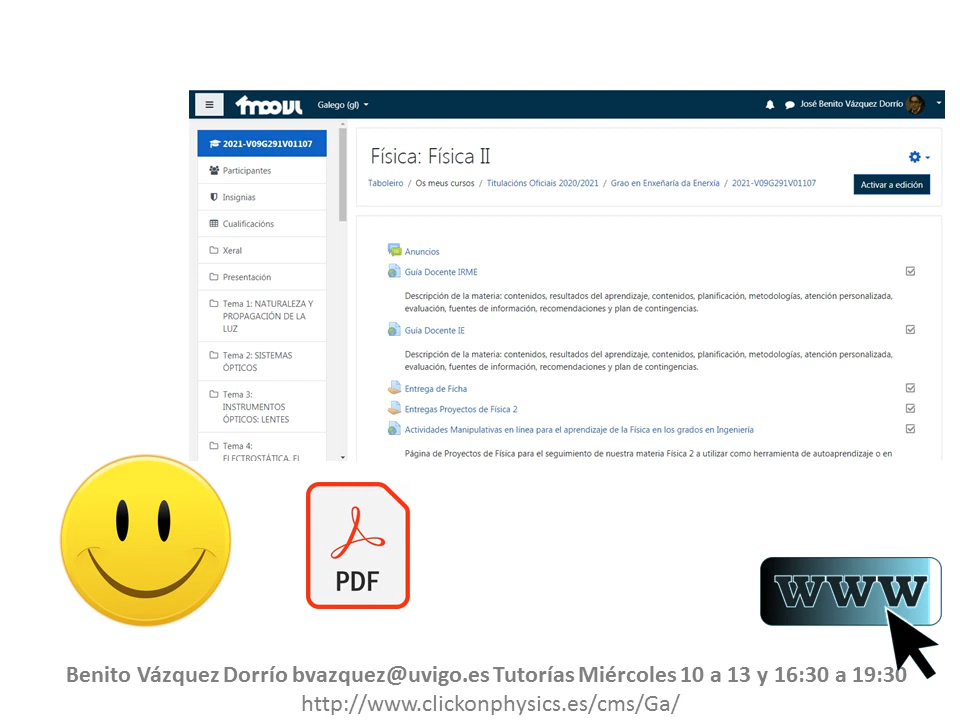 moovi Galego (gl) José Benito Vázquez Dorrío
2021-V09G291V01107
Participantes
Insignias
Cualificacións
Xeral
Presentación
Tema 1: NATURALEZA Y
PROPAGACIÓN DE LA
LUZ
Tema 2: SISTEMAS
ÓPTICOS
Tema 3:
INSTRUMENTOS
ÓPTICOS: LENTES
Tema 4:
ELECTROSTÁTICA. EL
Física: Física II
Taboleiro / Os meus cursos / Titulacións Oficiais 2020/2021 / Grao en Enxeñaría da Enerxía / 2021-V09G291V01107
Activar a edición
Anuncios
Guía Docente IRME
Descripción de la materia: contenidos, resultados del aprendizaje, contenidos, planificación, metodologías, atención personalizada,
evaluación, fuentes de información, recomendaciones y plan de contingencias.
Guía Docente IE
Descripción de la materia: contenidos, resultados del aprendizaje, contenidos, planificación, metodologías, atención personalizada,
evaluación, fuentes de información, recomendaciones y plan de contingencias.
Entrega de Ficha
Entregas Proyectos de Física 2
Actividades Manipulativas en línea para el aprendizaje de la Física en los grados en Ingeniería
Página de Proyectos de Física para el seguimiento de nuestra materia Física 2 a utilizar como herramienta de autoaprendizaje o en
PDF
WWW
Benito Vázquez Dorrío bvazquez@uvigo.es Tutorías Miércoles 10 a 13 y 16:30 a 19:30
http://www.clickonphysics.es/cms/Ga/